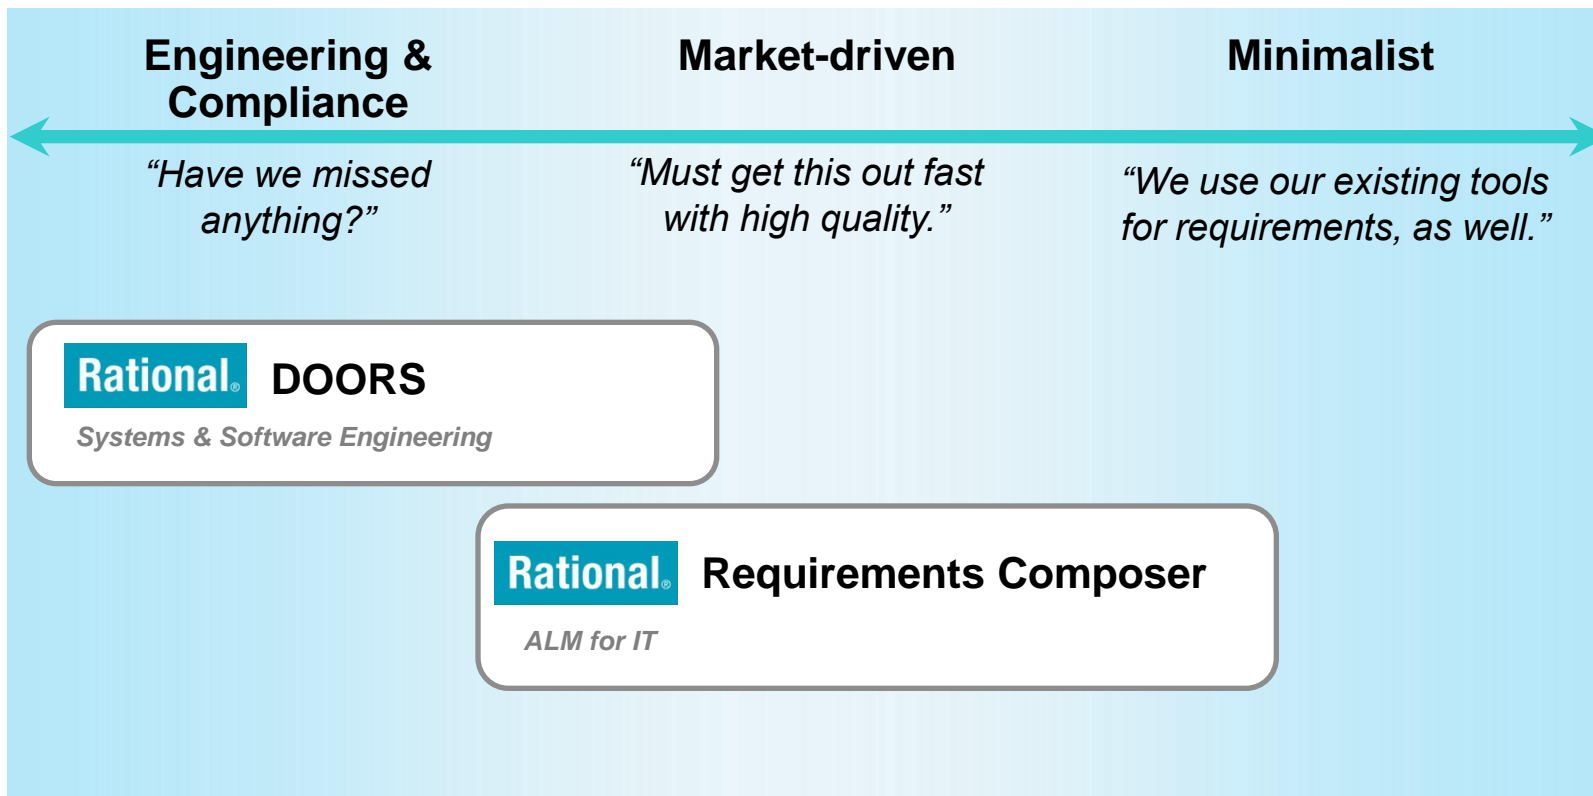 Engineering &
Compliance
Market-driven
Minimalist
“Have we missed
anything?”
“Must get this out fast
with high quality.”
“We use our existing tools
for requirements, as well.”
Rational® DOORS
Systems & Software Engineering
Rational® Requirements Composer
ALM for IT